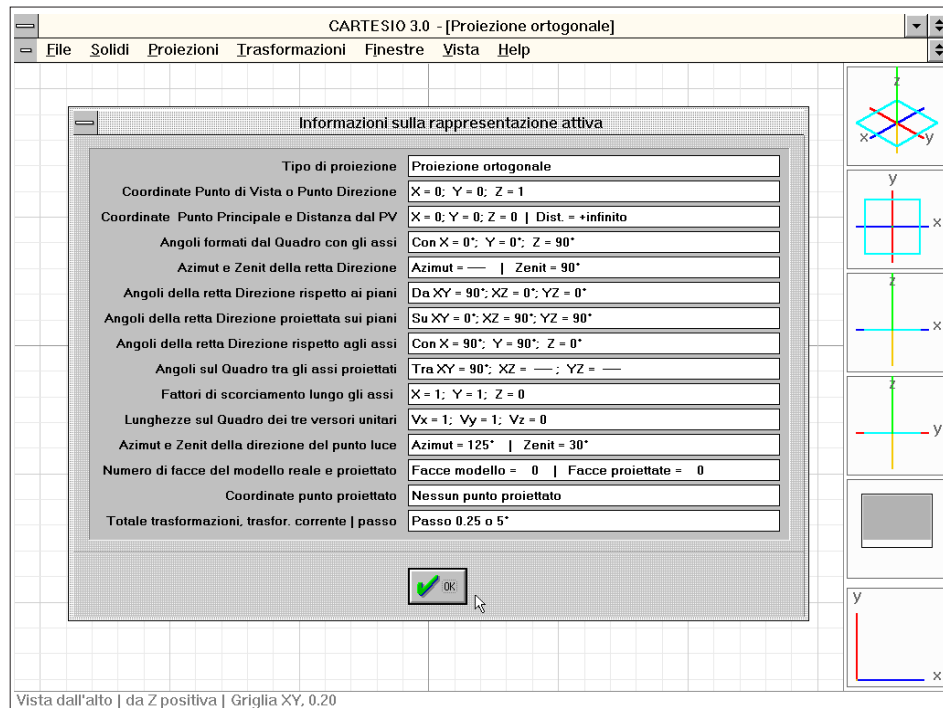 CARTESIO 3.0 - [Proiezione ortogonale]
File Solidi Proiezioni Trasformazioni Finestre Vista Help
Informazioni sulla rappresentazione attiva
Tipo di proiezione Proiezione ortogonale
Coordinate Punto di Vista o Punto Direzione X = 0; Y = 0; Z = 1
Coordinate Punto Principale e Distanza dal PV X = 0; Y = 0; Z = 0 | Dist. = +infinito
Angoli formati dal Quadro con gli assi Con X = 0°; Y = 0°; Z = 90°
Azimut e Zenit della retta Direzione Azimut = — | Zenit = 90°
Angoli della retta Direzione rispetto ai piani Da XY = 90°; XZ = 0°; YZ = 0°
Angoli della retta Direzione proiettata sui piani Su XY = 0°; XZ = 90°; YZ = 90°
Angoli della retta Direzione rispetto agli assi Con X = 90°; Y = 90°; Z = 0°
Angoli sul Quadro tra gli assi proiettati Tra XY = 90°; XZ = — ; YZ = —
Fattori di scorciamento lungo gli assi X = 1; Y = 1; Z = 0
Lunghezze sul Quadro dei tre versori unitari Vx = 1; Vy = 1; Vz = 0
Azimut e Zenit della direzione del punto luce Azimut = 125° | Zenit = 30°
Numero di facce del modello reale e proiettato Facce modello = 0 | Facce proiettate = 0
Coordinate punto proiettato Nessun punto proiettato
Totale trasformazioni, trasfor. corrente | passo Passo 0.25 o 5°
OK
z
x y
y
x
z
x
z
y
y
x
Vista dall'alto | da Z positiva | Griglia XY, 0.20